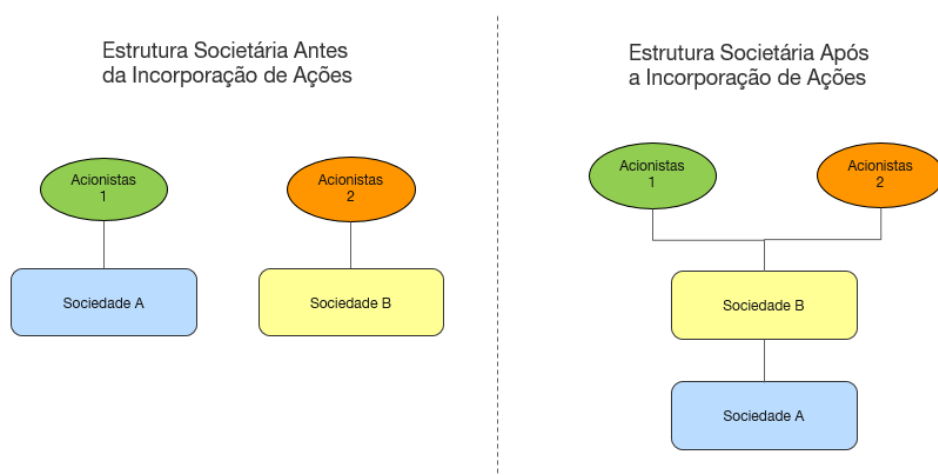 Estrutura Societária Antes
da Incorporação de Ações
Acionistas
1
Acionistas
2
Sociedade A
Sociedade B
Estrutura Societária Após
a Incorporação de Ações
Acionistas
1
Acionistas
2
Sociedade B
Sociedade A